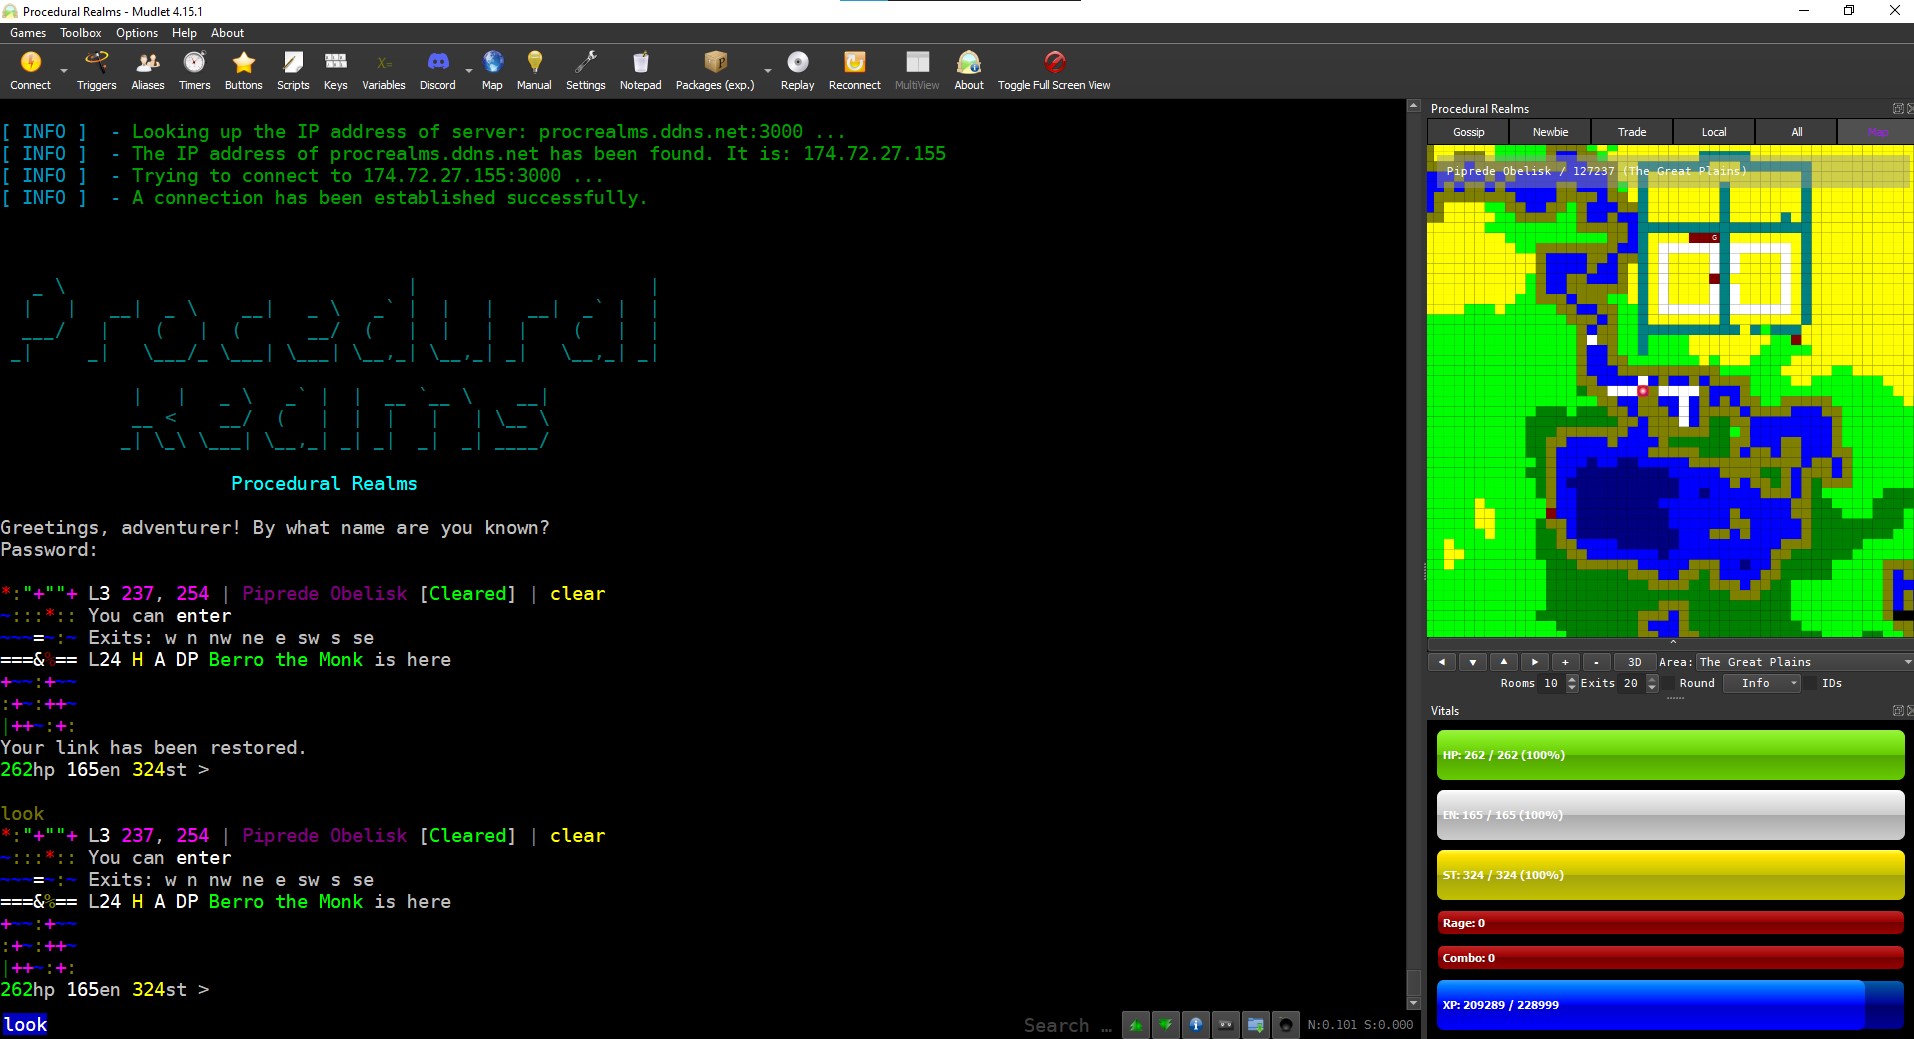 Procedural Realms - Mudlet 4.15.1
Games Toolbox Options Help About
Connect Triggers Aliases Timers Buttons Scripts Keys Variables Discord Map Manual Settings Notepad Packages (exp.) Replay Reconnect MultiView About Toggle Full Screen View
[ INFO ]  - Looking up the IP address of server: procrealms.ddns.net:3000 ...
[ INFO ]  - The IP address of procrealms.ddns.net has been found. It is: 174.72.27.155
[ INFO ]  - Trying to connect to 174.72.27.155:3000 ...
[ INFO ]  - A connection has been established successfully.
Procedural
Realms
Procedural Realms
Greetings, adventurer! By what name are you known?
Password:
*:"+""+ L3 237, 254 | Piprede Obelisk [Cleared] | clear
~:::*:: You can enter
~~~=~:~ Exits: w n nw ne e sw s se
===&%== L24 H A DP Berro the Monk is here
+~~:+~~
:+~:++~
|++~:+:
Your link has been restored.
262hp 165en 324st >
look
*:"+""+ L3 237, 254 | Piprede Obelisk [Cleared] | clear
~:::*:: You can enter
~~~=~:~ Exits: w n nw ne e sw s se
===&%== L24 H A DP Berro the Monk is here
+~~:+~~
:+~:++~
|++~:+:
262hp 165en 324st >
look
Search ...
N:0.101 S:0.000
Procedural Realms
Gossip Newbie Trade Local All Map
Piprede Obelisk / 127237 (The Great Plains)
G
+ - 3D Area: The Great Plains
Rooms 10 Exits 20 Round Info IDs
Vitals
HP: 262 / 262 (100%)
EN: 165 / 165 (100%)
ST: 324 / 324 (100%)
Rage: 0
Combo: 0
XP: 209289 / 228999